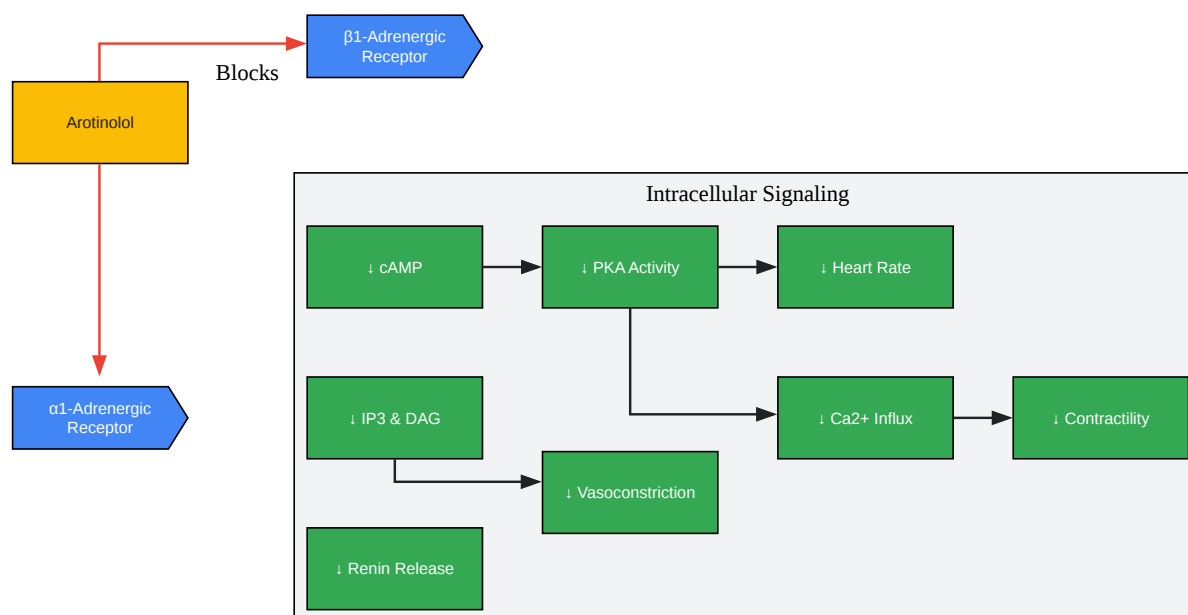 β1-Adrenergic
Receptor
Blocks
Arotinolol
Intracellular Signaling
↓ cAMP
↓ PKA Activity
↓ Heart Rate
α1-Adrenergic
Receptor
↓ IP3 & DAG
↓ Ca2+ Influx
↓ Contractility
↓ Vasoconstriction
↓ Renin Release